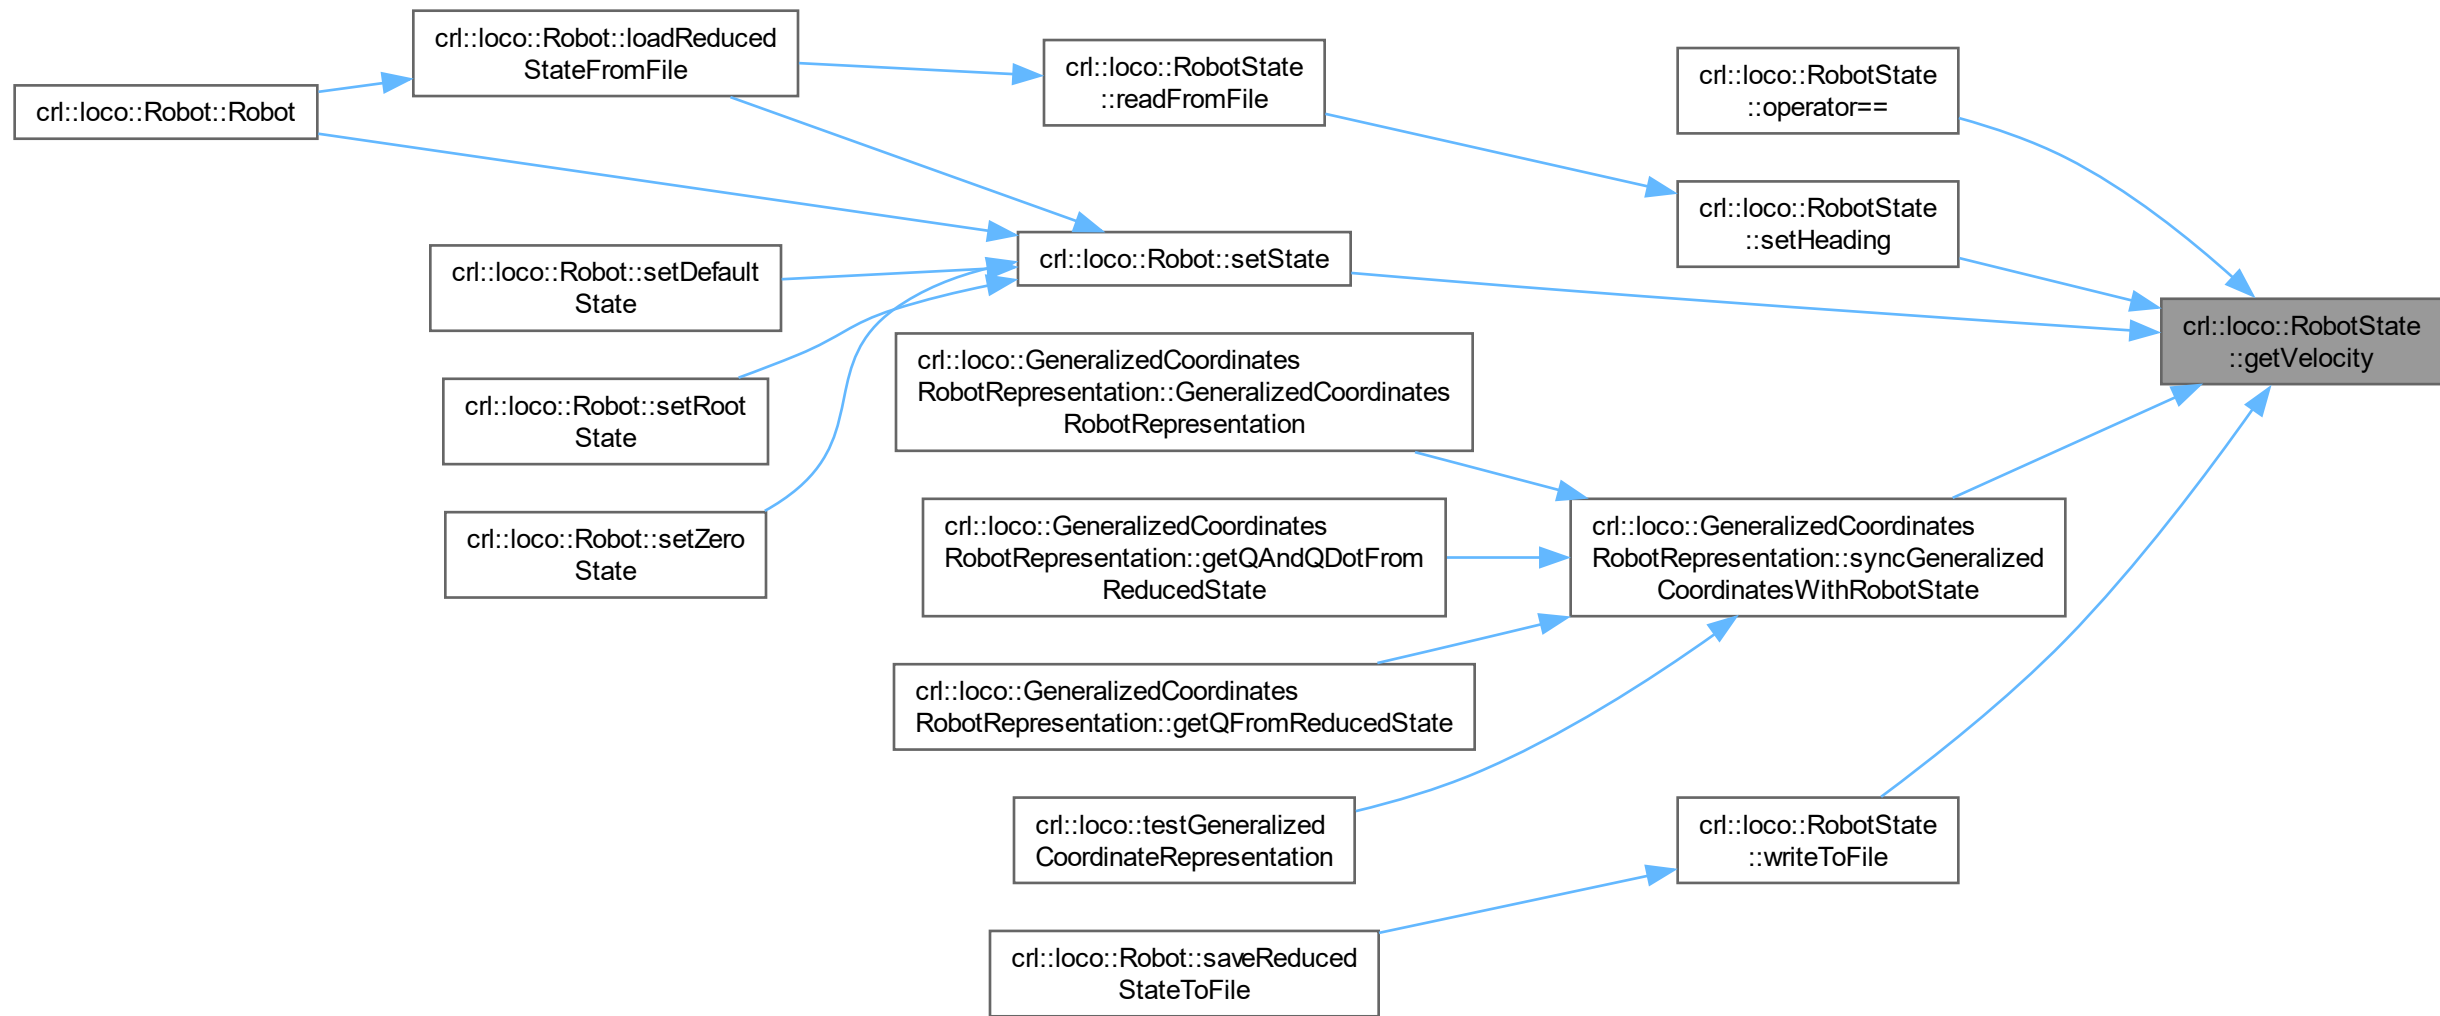 crl::loco::Robot::loadReduced
StateFromFile
crl::loco::RobotState
::readFromFile
crl::loco::RobotState
::operator==
crl::loco::Robot::Robot
crl::loco::RobotState
::setHeading
crl::loco::Robot::setState
crl::loco::Robot::setDefault
State
crl::loco::RobotState
::getVelocity
crl::loco::GeneralizedCoordinates
RobotRepresentation::GeneralizedCoordinates
RobotRepresentation
crl::loco::Robot::setRoot
State
crl::loco::GeneralizedCoordinates
RobotRepresentation::getQAndQDotFrom
ReducedState
crl::loco::GeneralizedCoordinates
RobotRepresentation::syncGeneralized
CoordinatesWithRobotState
crl::loco::Robot::setZero
State
crl::loco::GeneralizedCoordinates
RobotRepresentation::getQFromReducedState
crl::loco::testGeneralized
CoordinateRepresentation
crl::loco::RobotState
::writeToFile
crl::loco::Robot::saveReduced
StateToFile